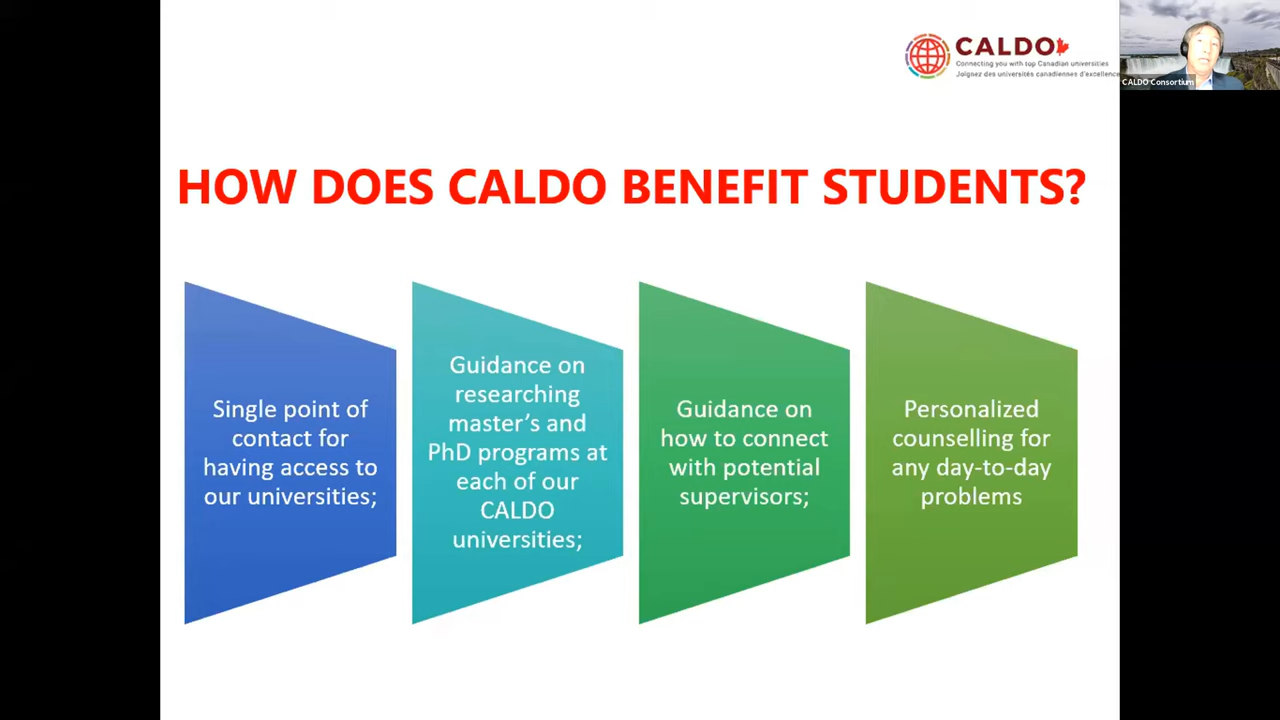 CALDO
Connecting you with top Canadian universities
Joignez des universités canadiennes d'excellence
CALDO Consortium
HOW DOES CALDO BENEFIT STUDENTS?
Single point of
contact for
having access to
our universities;
Guidance on
researching
master’s and
PhD programs at
each of our
CALDO
universities;
Guidance on
how to connect
with potential
supervisors;
Personalized
counselling for
any day-to-day
problems